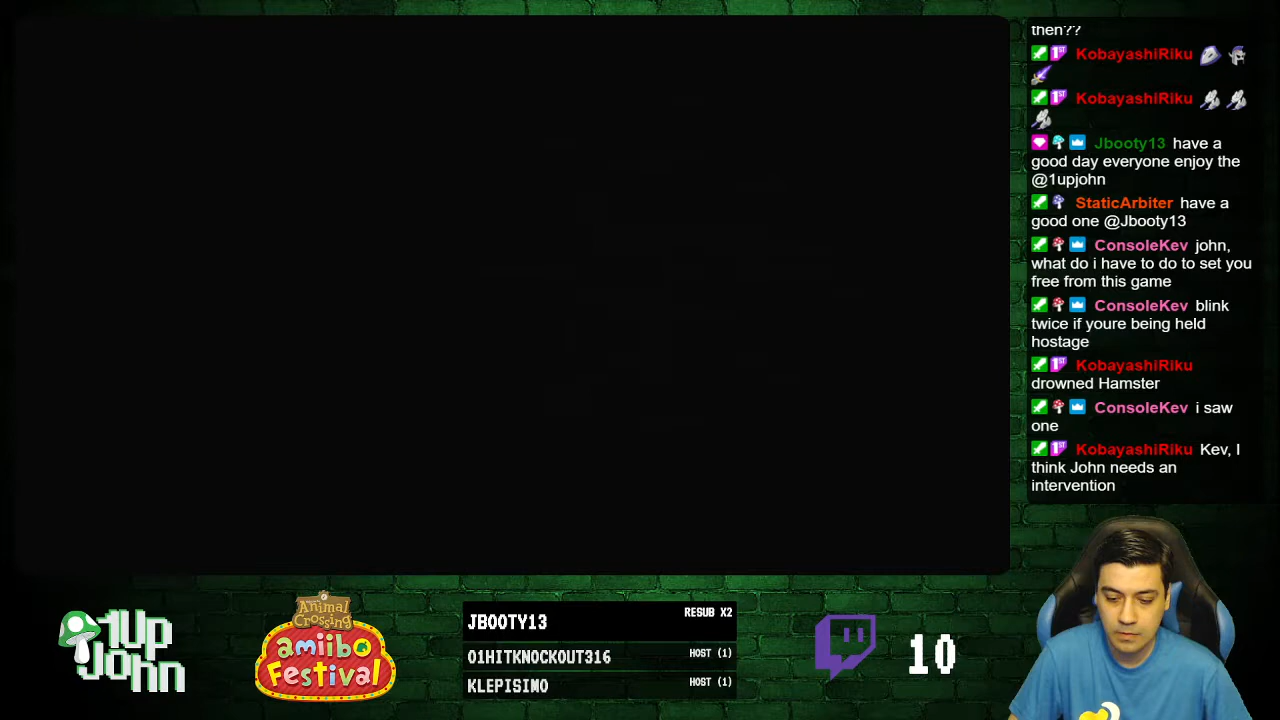 then??
KobayashiRiku
KobayashiRiku
Jbooty13 have a
good day everyone enjoy the
@1upjohn
StaticArbiter have a
good one @Jbooty13
ConsoleKev john,
what do i have to do to set you
free from this game
ConsoleKev blink
twice if youre being held
hostage
KobayashiRiku
drowned Hamster
ConsoleKev i saw
one
KobayashiRiku Kev, I
think John needs an
intervention
1Up
John
Animal
Crossing
amiibo
Festival
JBOOTY13 RESUB X2
01HITKNOCKOUT316 HOST (1)
KLEPISIMO HOST (1)
10